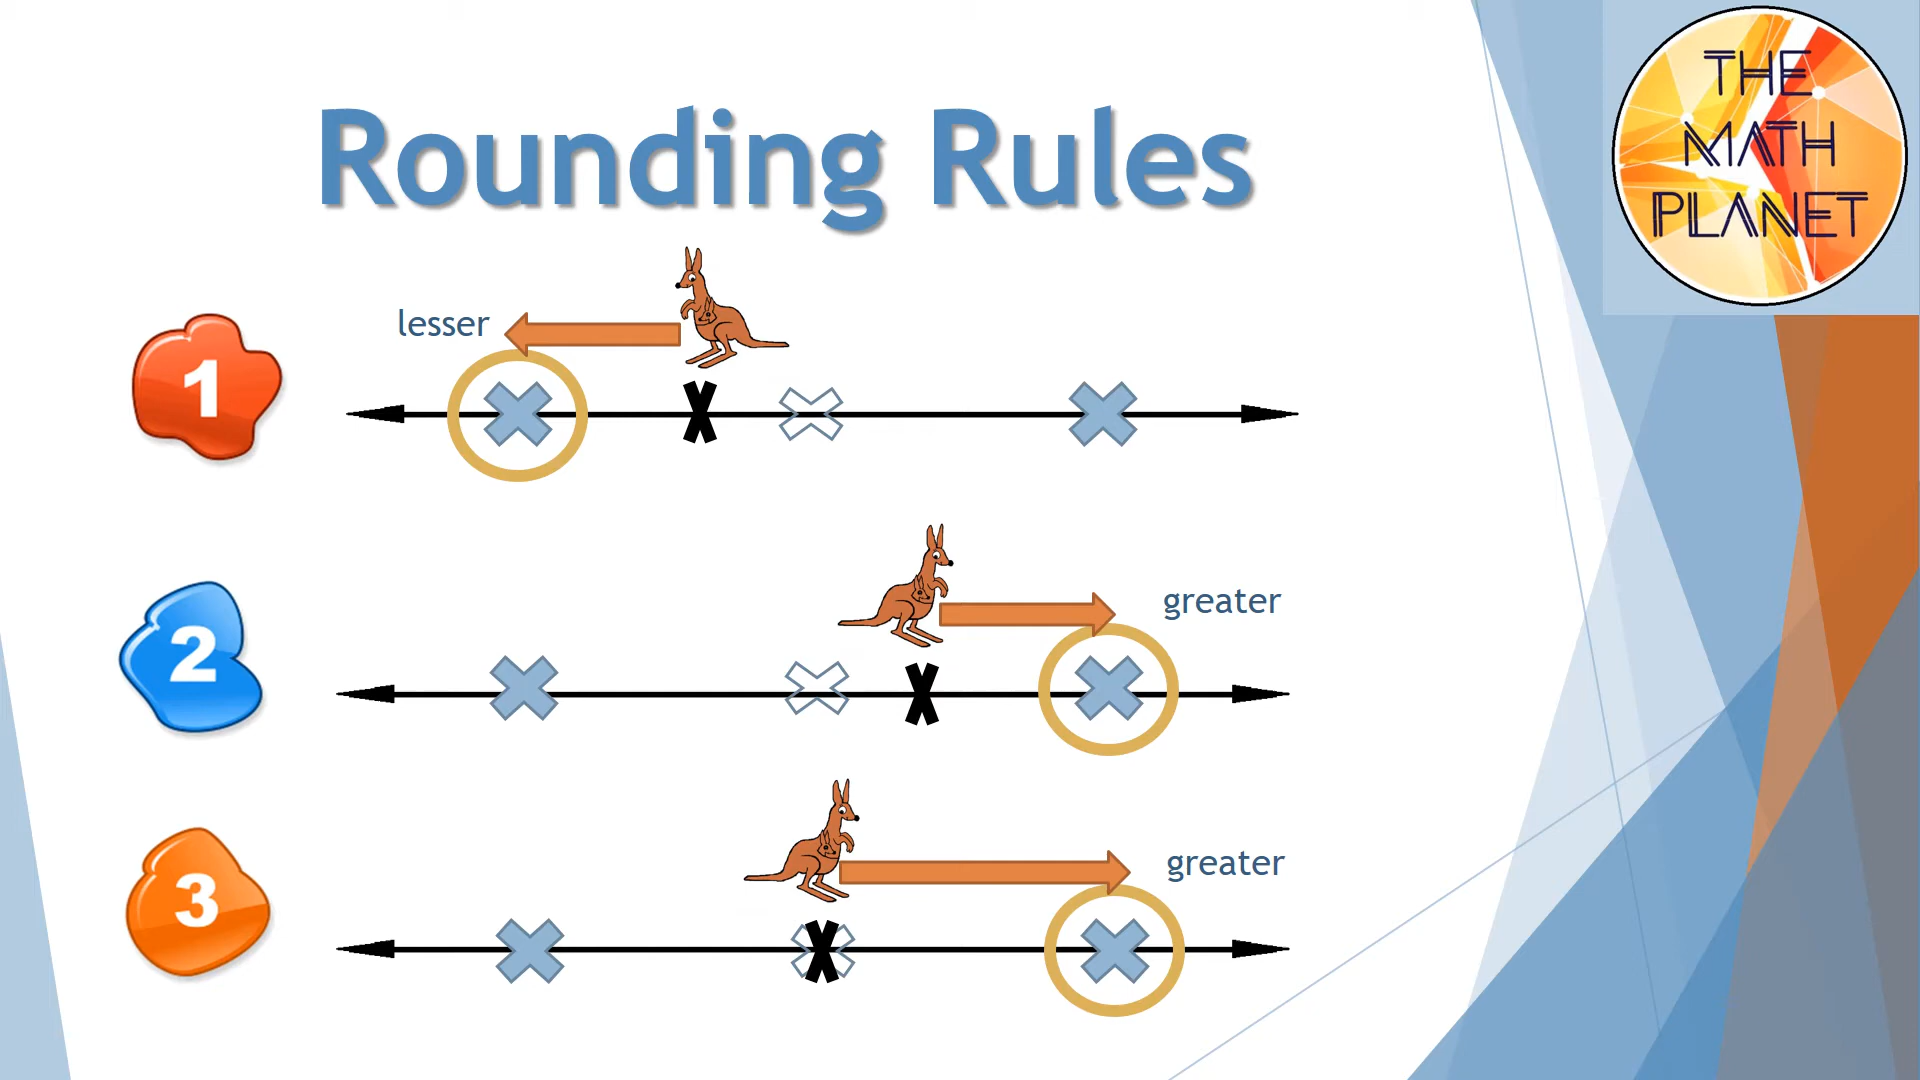 Rounding Rules
THE
MATH
PLANET
1
lesser
2
greater
3
greater